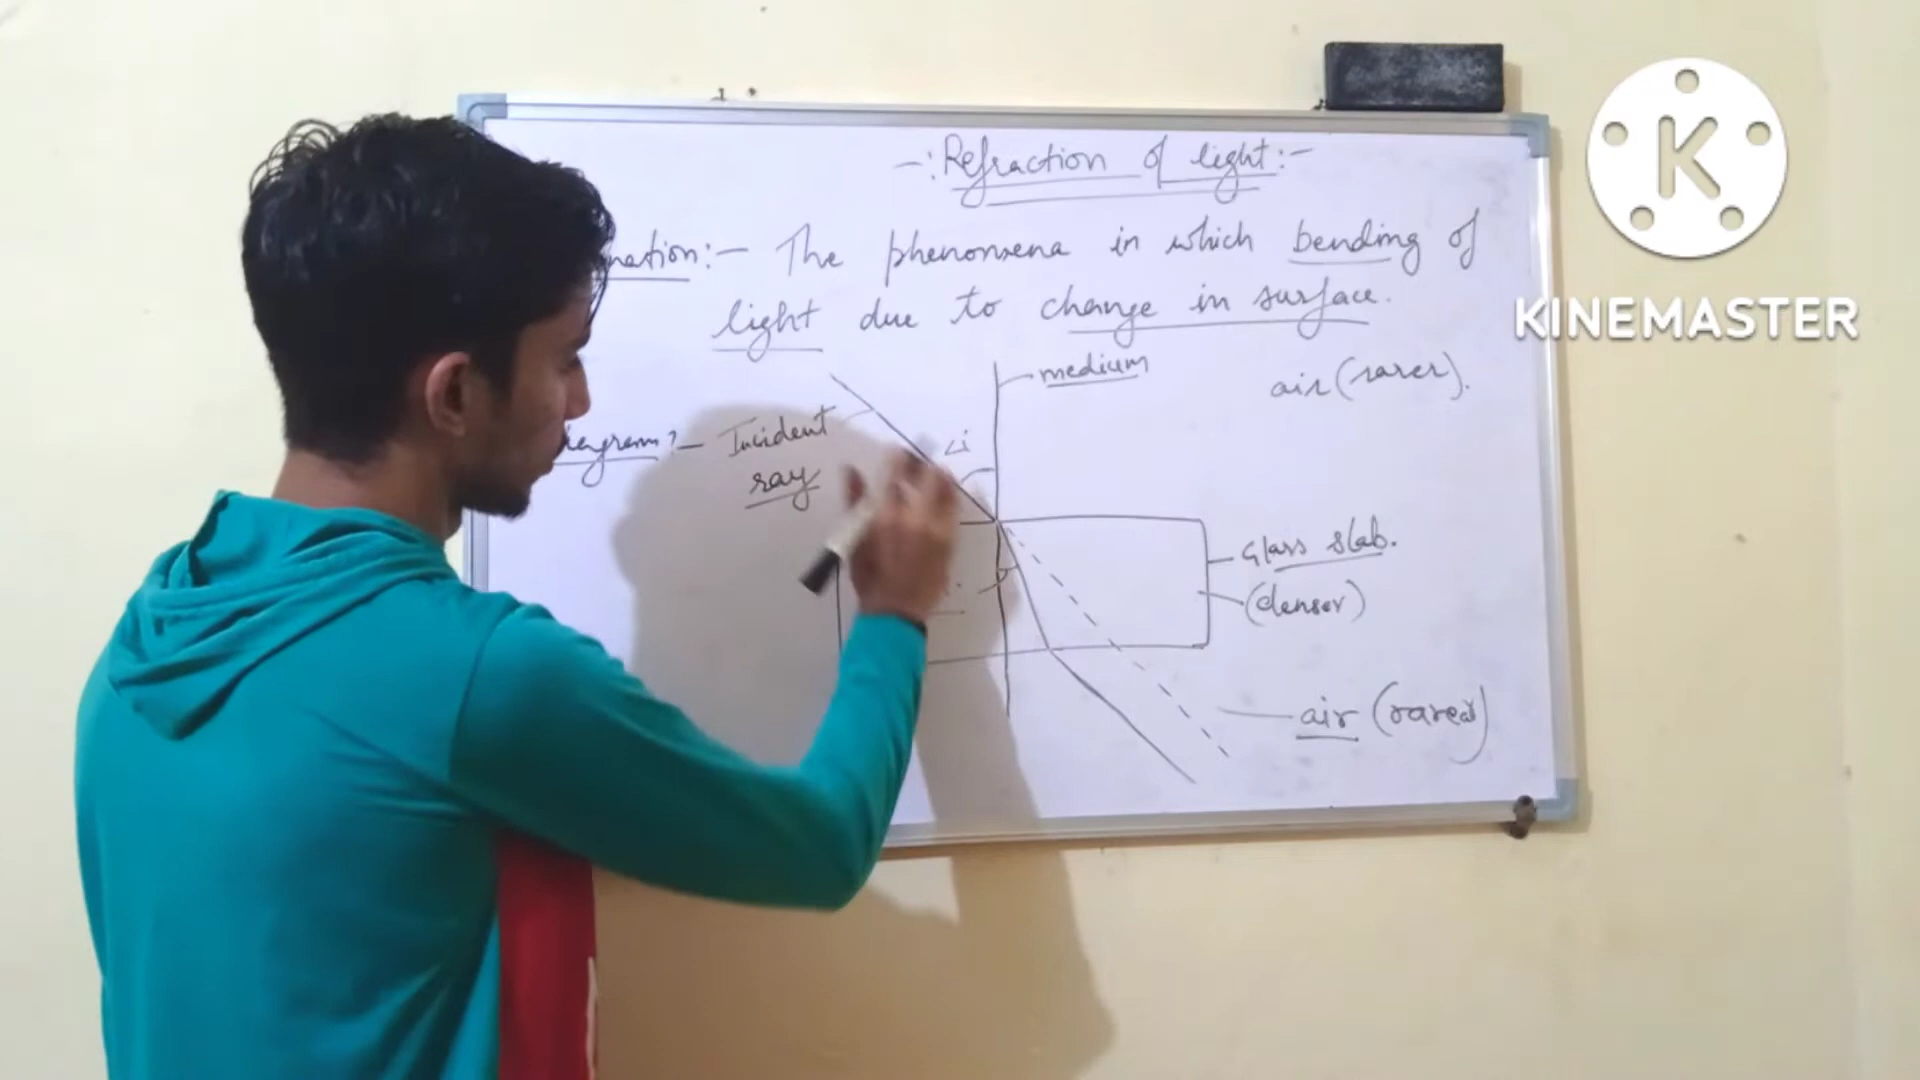 -: Refraction of light:-
nation:- The phenomena in which bending of
light due to change in surface.
medium
air (rarer).
iagram:- Incident
ray
∠i
Glass slab.
(denser)
air (rarer)
K
KINEMASTER